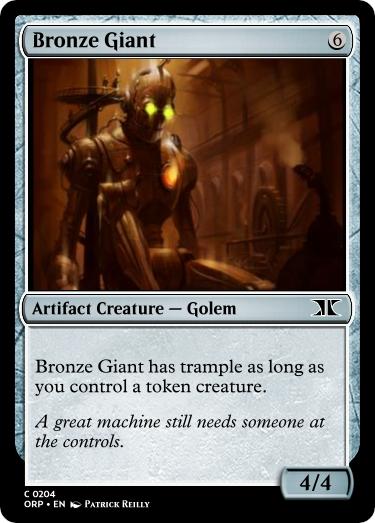 Bronze Giant 6
Artifact Creature — Golem
Bronze Giant has trample as long as
you control a token creature.
A great machine still needs someone at
the controls.
4/4
C 0204
ORP • EN Patrick Reilly